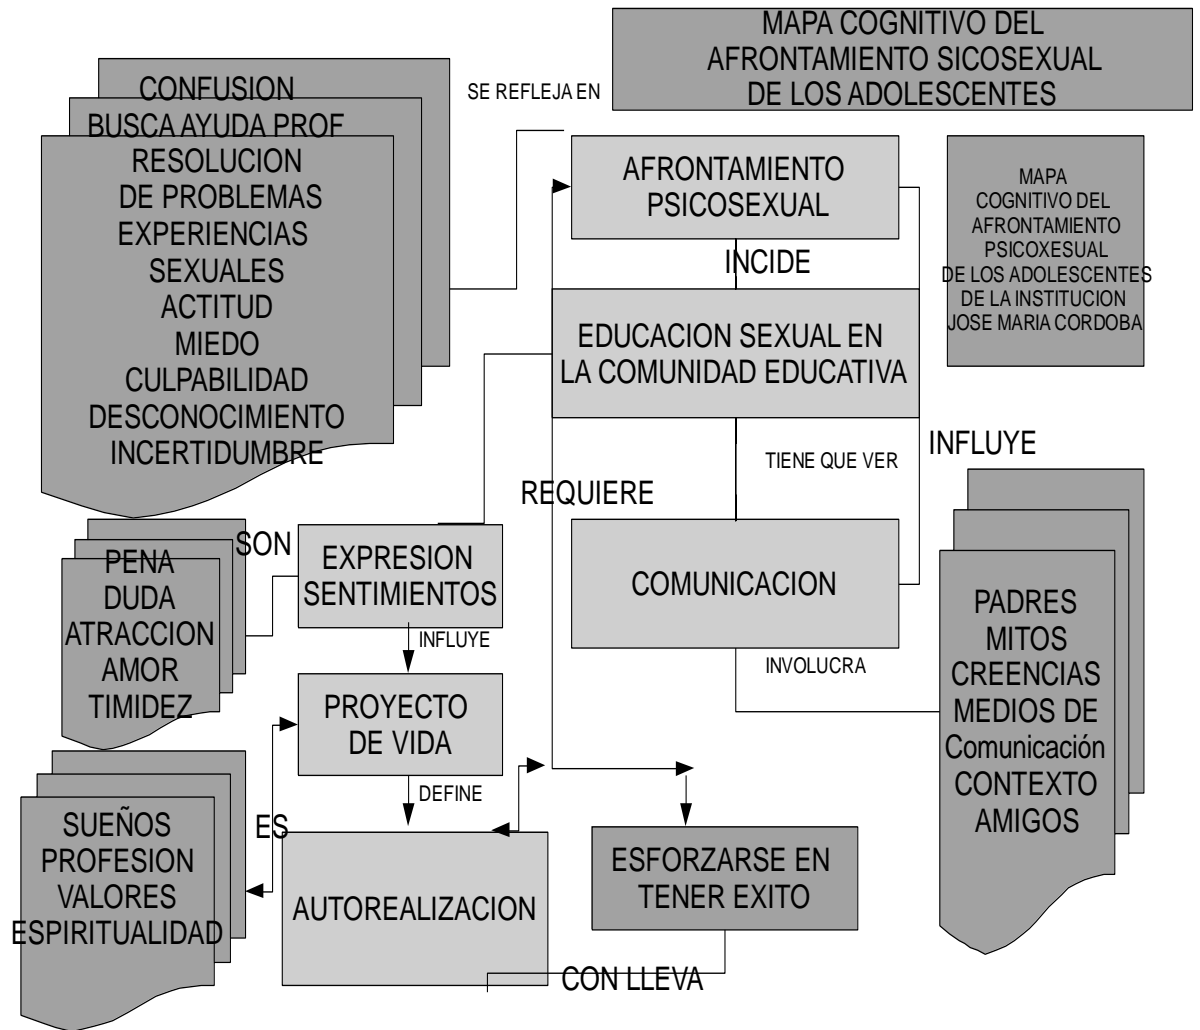 MAPA COGNITIVO DEL
AFRONTAMIENTO SICOSEXUAL
DE LOS ADOLESCENTES
SE REFLEJA EN
CONFUSION
BUSCA AYUDA PROF
RESOLUCION
DE PROBLEMAS
EXPERIENCIAS
SEXUALES
ACTITUD
MIEDO
CULPABILIDAD
DESCONOCIMIENTO
INCERTIDUMBRE
AFRONTAMIENTO
PSICOSEXUAL
MAPA
COGNITIVO DEL
AFRONTAMIENTO
PSICOXESUAL
DE LOS ADOLESCENTES
DE LA INSTITUCION
JOSE MARIA CORDOBA
INCIDE
EDUCACION SEXUAL EN
LA COMUNIDAD EDUCATIVA
TIENE QUE VER
INFLUYE
REQUIERE
SON
EXPRESION
SENTIMIENTOS
PENA
DUDA
ATRACCION
AMOR
TIMIDEZ
COMUNICACION
INFLUYE
INVOLUCRA
PADRES
MITOS
CREENCIAS
MEDIOS DE
Comunicación
CONTEXTO
AMIGOS
PROYECTO
DE VIDA
DEFINE
ES
SUEÑOS
PROFESION
VALORES
ESPIRITUALIDAD
AUTOREALIZACION
ESFORZARSE EN
TENER EXITO
CON LLEVA